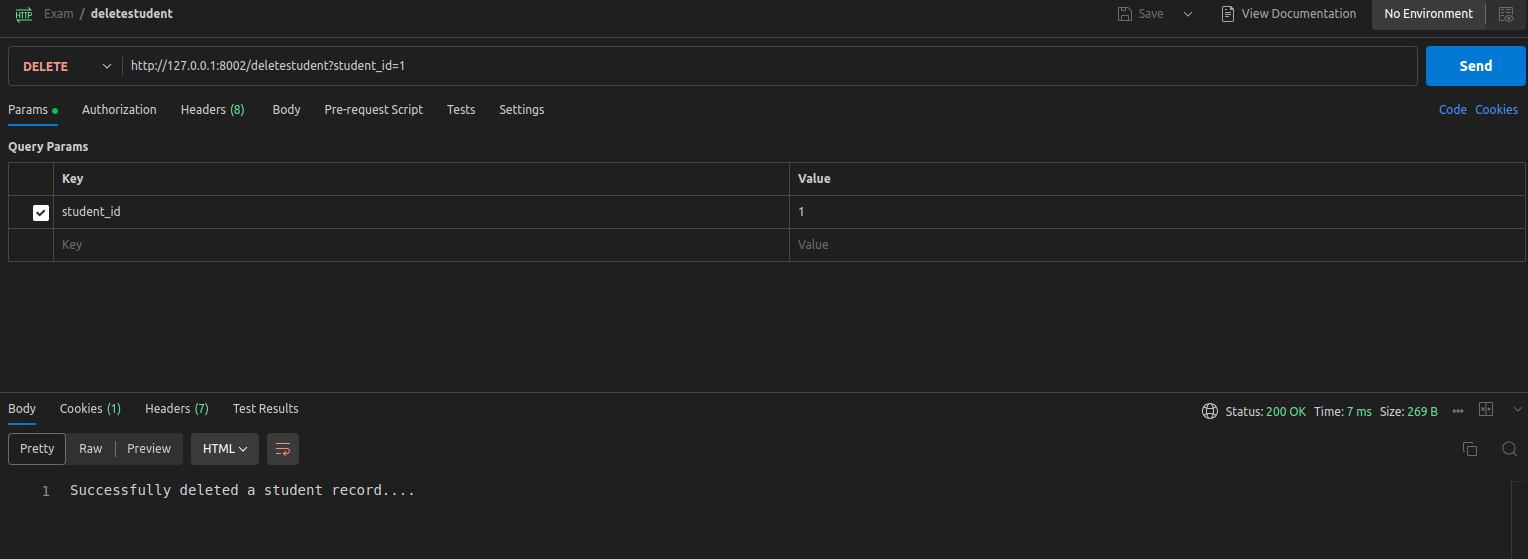 HTTP Exam / deletestudent Save View Documentation No Environment
DELETE http://127.0.0.1:8002/deletestudent?student_id=1 Send
Params Authorization Headers (8) Body Pre-request Script Tests Settings Code Cookies
Query Params
Key Value
student_id 1
Key Value
Body Cookies (1) Headers (7) Test Results Status: 200 OK Time: 7 ms Size: 269 B
Pretty Raw Preview HTML
1 Successfully deleted a student record....